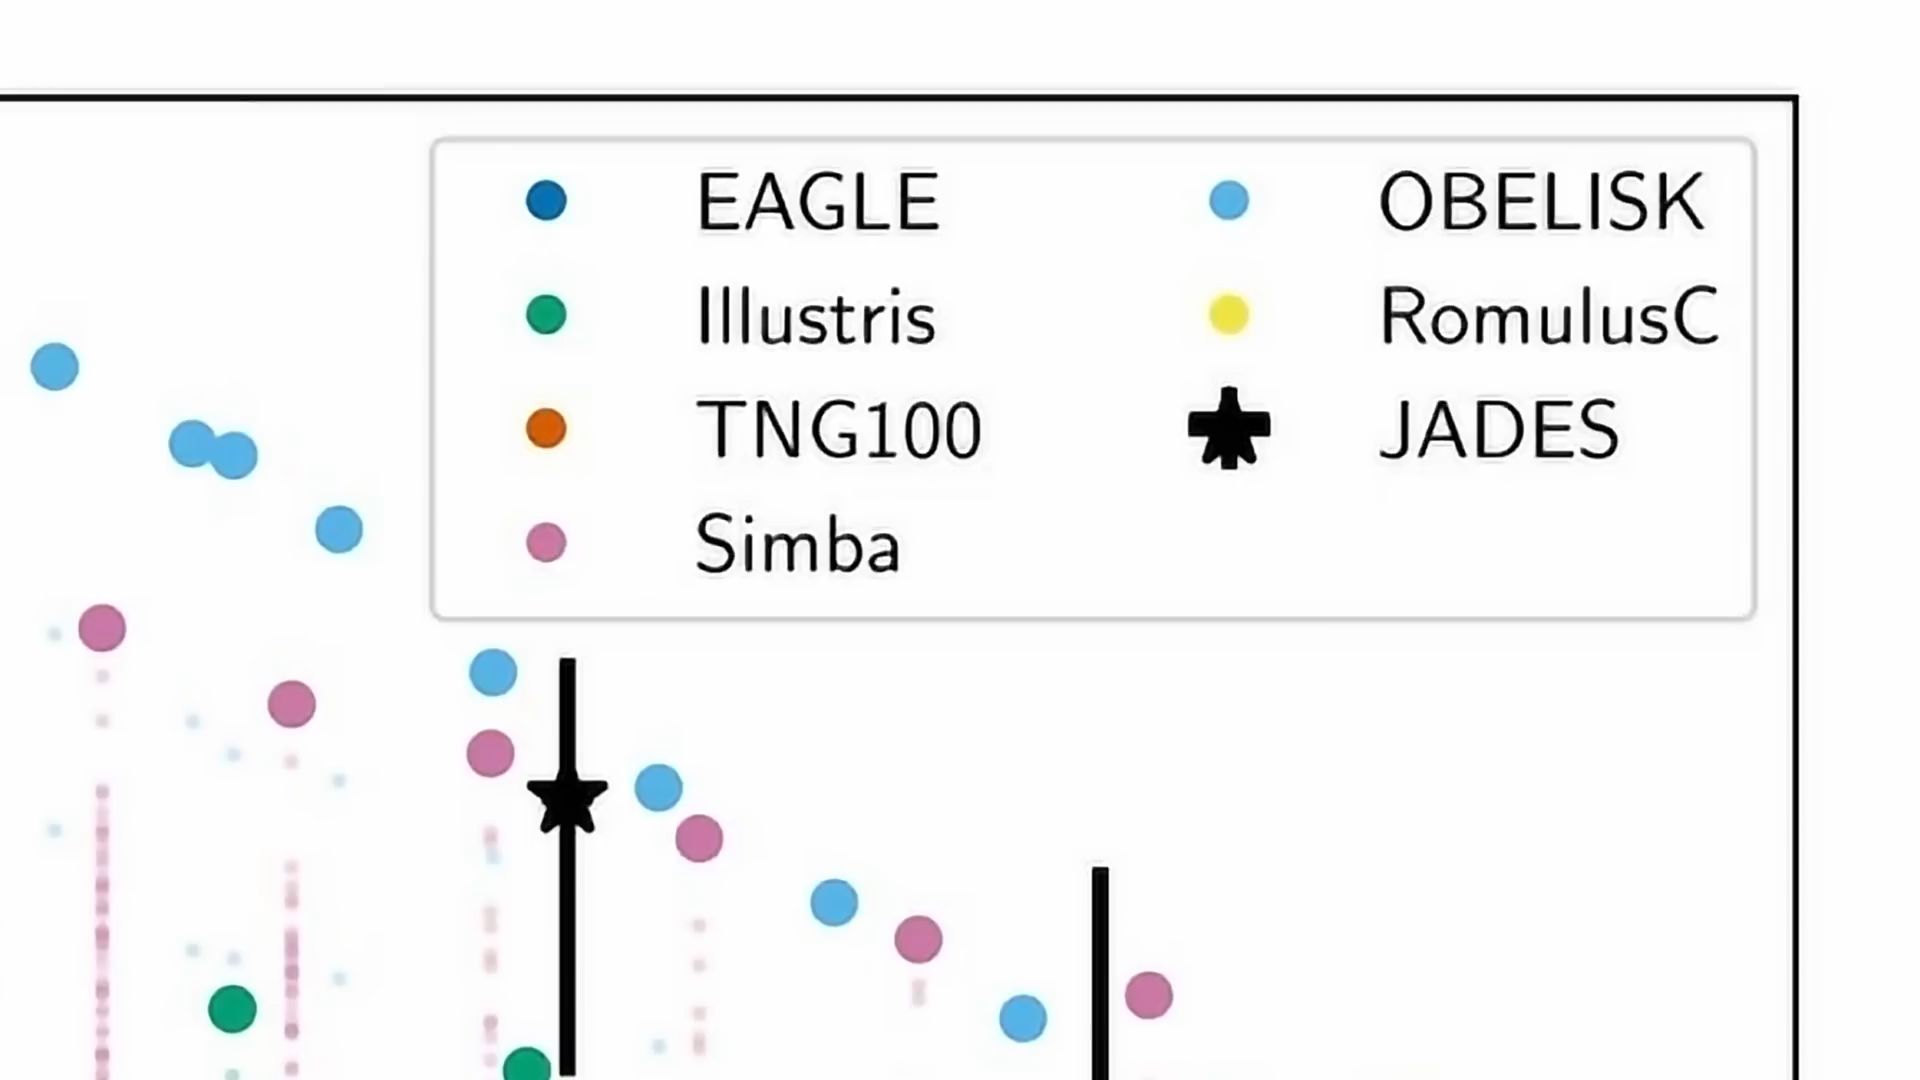 EAGLE
Illustris
TNG100
Simba
OBELISK
RomulusC
JADES